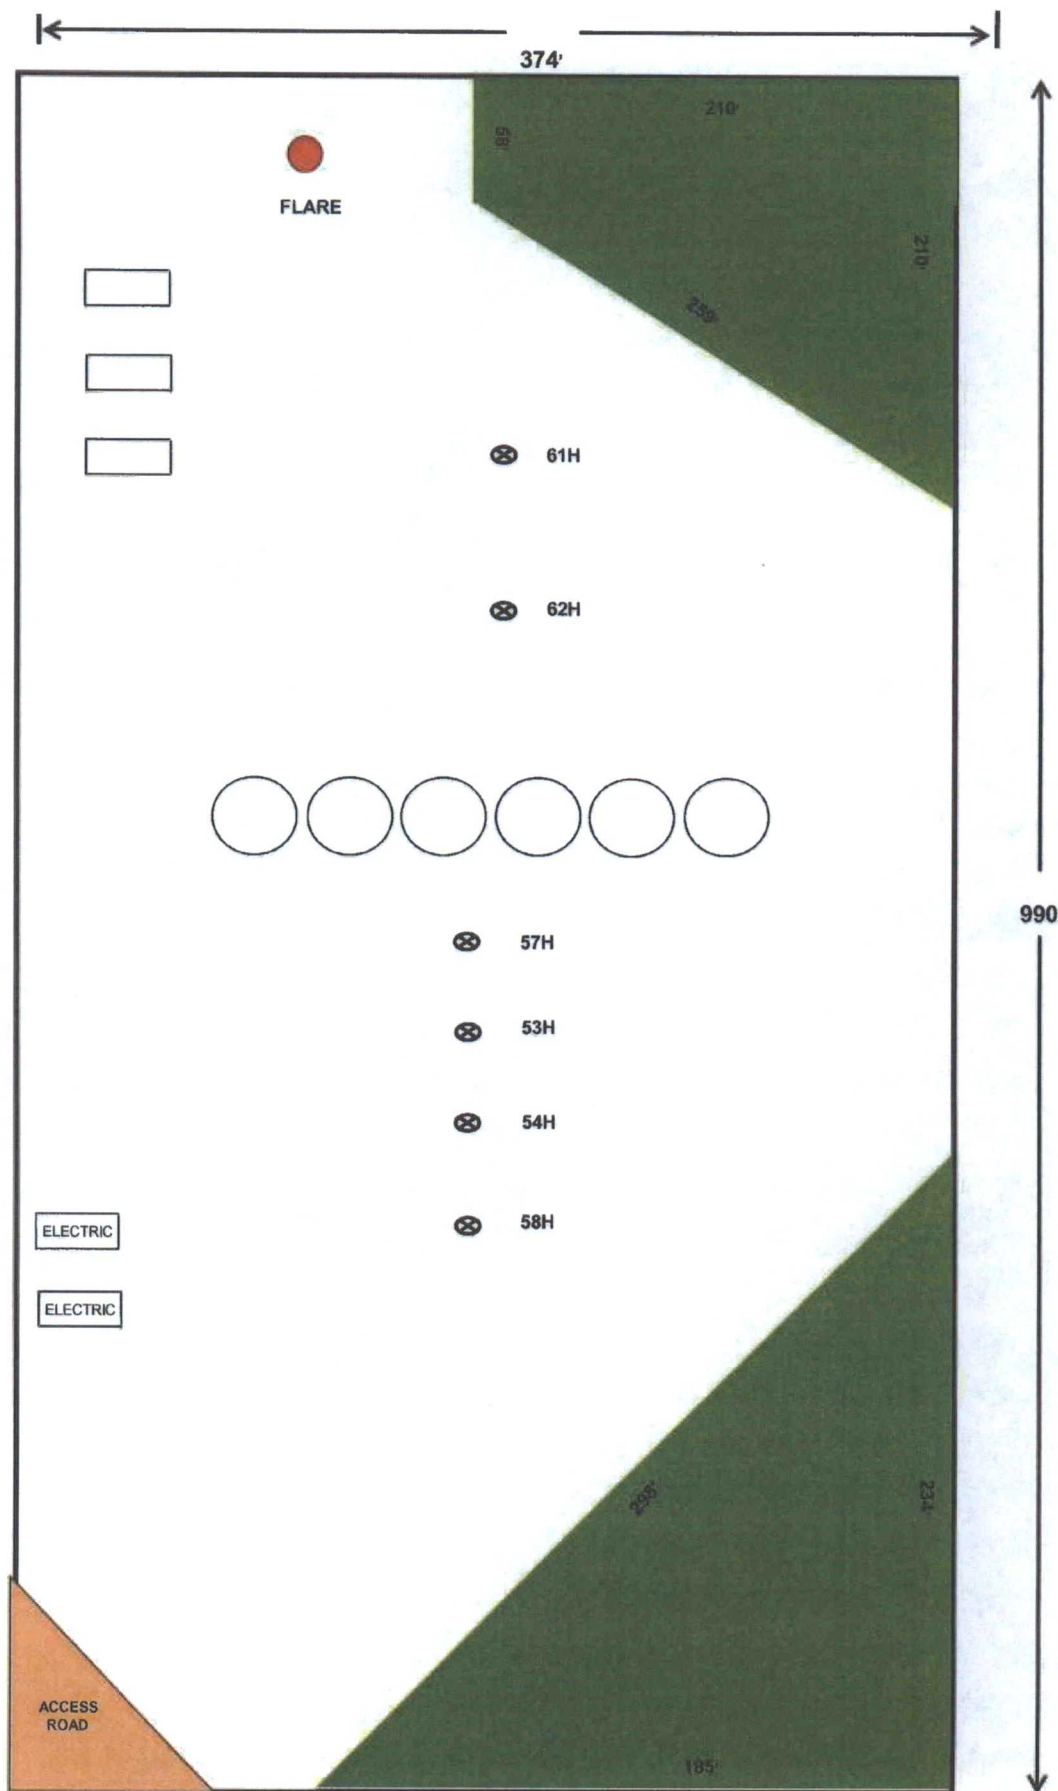 374'
210'
58'
FLARE
210'
259'
61H
62H
990
57H
53H
54H
58H
ELECTRIC
ELECTRIC
234'
ACCESS
ROAD
185'